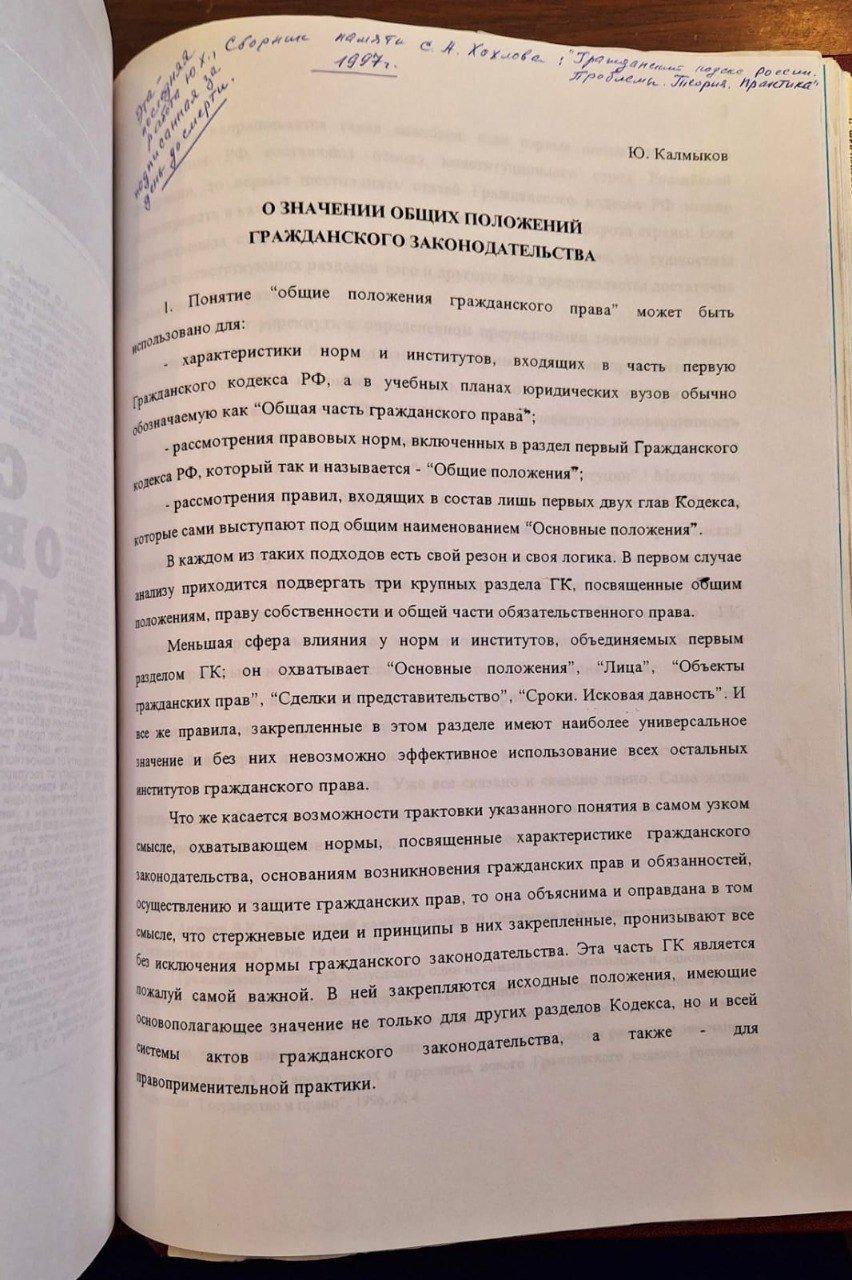 Сборник памяти С. А. Хохлова: "Гражданский кодекс России.
Проблемы. Теория. Практика"
1997г.
Эта -
последняя
работа Ю.Х.,
подписанная за
день до смерти.
Ю. Калмыков
О ЗНАЧЕНИИ ОБЩИХ ПОЛОЖЕНИЙ
ГРАЖДАНСКОГО ЗАКОНОДАТЕЛЬСТВА
I. Понятие “общие положения гражданского права” может быть
использовано для:
- характеристики норм и институтов, входящих в часть первую
Гражданского кодекса РФ, а в учебных планах юридических вузов обычно
обозначаемую как “Общая часть гражданского права”;
- рассмотрения правовых норм, включенных в раздел первый Гражданского
кодекса РФ, который так и называется - “Общие положения”;
- рассмотрения правил, входящих в состав лишь первых двух глав Кодекса,
которые сами выступают под общим наименованием “Основные положения”.
В каждом из таких подходов есть свой резон и своя логика. В первом случае
анализу приходится подвергать три крупных раздела ГК, посвященные общим
положениям, праву собственности и общей части обязательственного права.
Меньшая сфера влияния у норм и институтов, объединяемых первым
разделом ГК; он охватывает “Основные положения”, “Лица”, “Объекты
гражданских прав”, “Сделки и представительство”, “Сроки. Исковая давность”. И
все же правила, закрепленные в этом разделе имеют наиболее универсальное
значение и без них невозможно эффективное использование всех остальных
институтов гражданского права.
Что же касается возможности трактовки указанного понятия в самом узком
смысле, охватывающем нормы, посвященные характеристике гражданского
законодательства, основаниям возникновения гражданских прав и обязанностей,
осуществлению и защите гражданских прав, то она объяснима и оправдана в том
смысле, что стержневые идеи и принципы в них закрепленные, пронизывают все
без исключения нормы гражданского законодательства. Эта часть ГК является
пожалуй самой важной. В ней закрепляются исходные положения, имеющие
основополагающее значение не только для других разделов Кодекса, но и всей
системы актов гражданского законодательства, а также - для
правоприменительной практики.